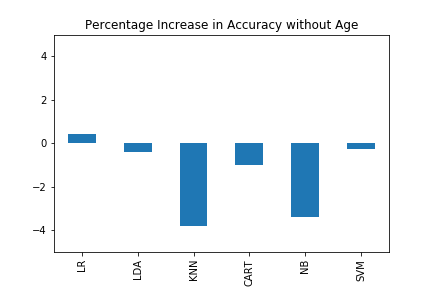 Percentage Increase in Accuracy without Age
4
2
0
−2
−4
LR
LDA
KNN
CART
NB
SVM